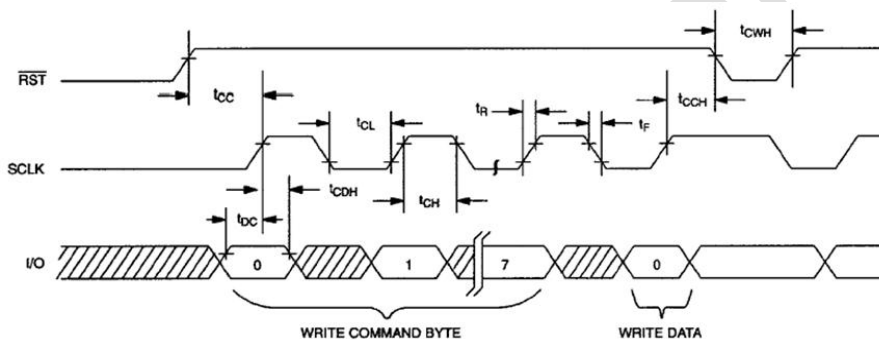 tCWH
RST
tCC
tCCH
tR
tCL
tF
SCLK
tCDH
tCH
tDC
I/O
0
1
7
0
WRITE COMMAND BYTE
WRITE DATA